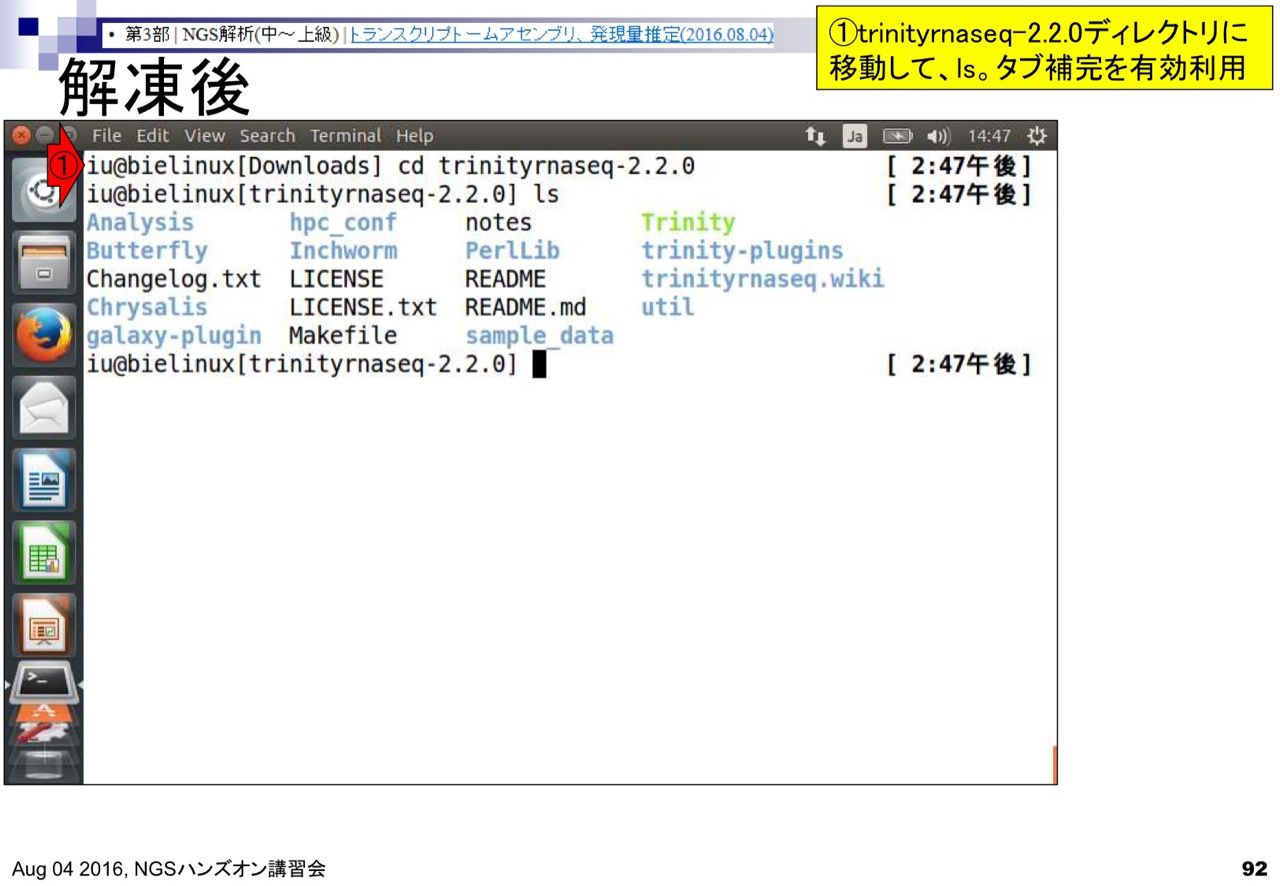 • 第3部 | NGS解析(中～上級) | トランスクリプトームアセンブリ、発現量推定(2016.08.04)
①trinityrnaseq-2.2.0ディレクトリに
移動して、ls。タブ補完を有効利用
解凍後
File Edit View Search Terminal Help Ja 14:47
① iu@bielinux[Downloads] cd trinityrnaseq-2.2.0 [ 2:47午後]
iu@bielinux[trinityrnaseq-2.2.0] ls [ 2:47午後]
Analysis hpc_conf notes Trinity
Butterfly Inchworm PerlLib trinity-plugins
Changelog.txt LICENSE README trinityrnaseq.wiki
Chrysalis LICENSE.txt README.md util
galaxy-plugin Makefile sample_data
iu@bielinux[trinityrnaseq-2.2.0] [ 2:47午後]
Aug 04 2016, NGSハンズオン講習会
92